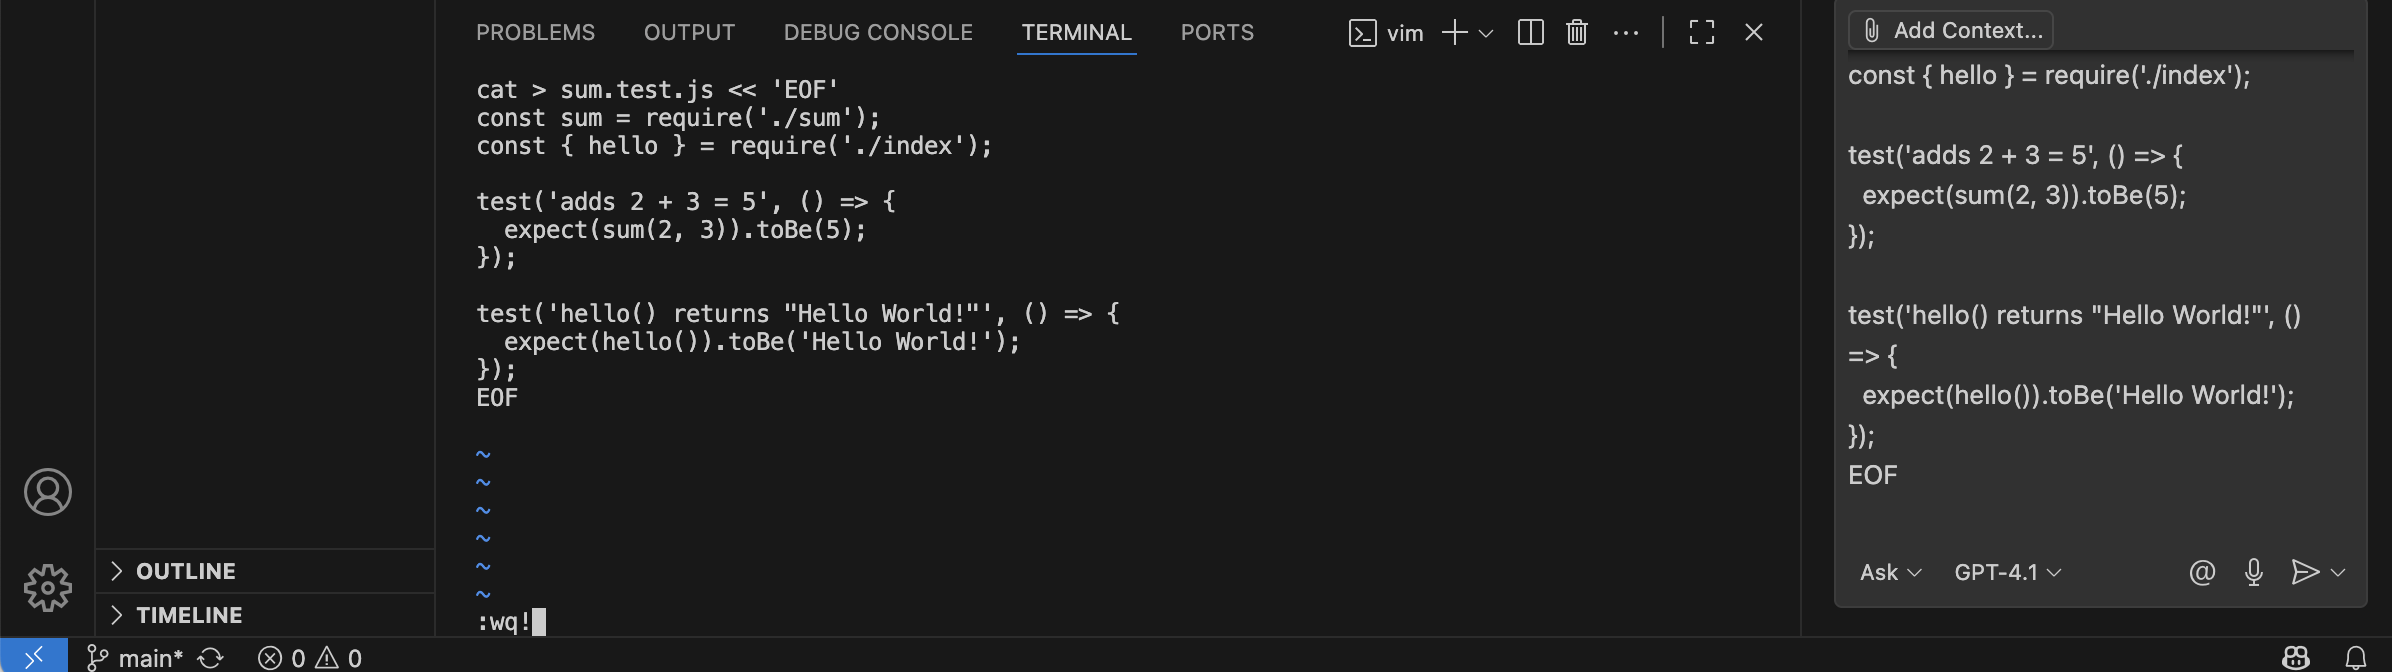 PROBLEMS OUTPUT DEBUG CONSOLE TERMINAL PORTS vim
cat > sum.test.js << 'EOF'
const sum = require('./sum');
const { hello } = require('./index');
test('adds 2 + 3 = 5', () => {
  expect(sum(2, 3)).toBe(5);
});
test('hello() returns "Hello World!"', () => {
  expect(hello()).toBe('Hello World!');
});
EOF
~
~
~
~
~
~
:wq!
OUTLINE
TIMELINE
Add Context...
const { hello } = require('./index');
test('adds 2 + 3 = 5', () => {
  expect(sum(2, 3)).toBe(5);
});
test('hello() returns "Hello World!"', ()
=> {
  expect(hello()).toBe('Hello World!');
});
EOF
Ask GPT-4.1
main* 0 0